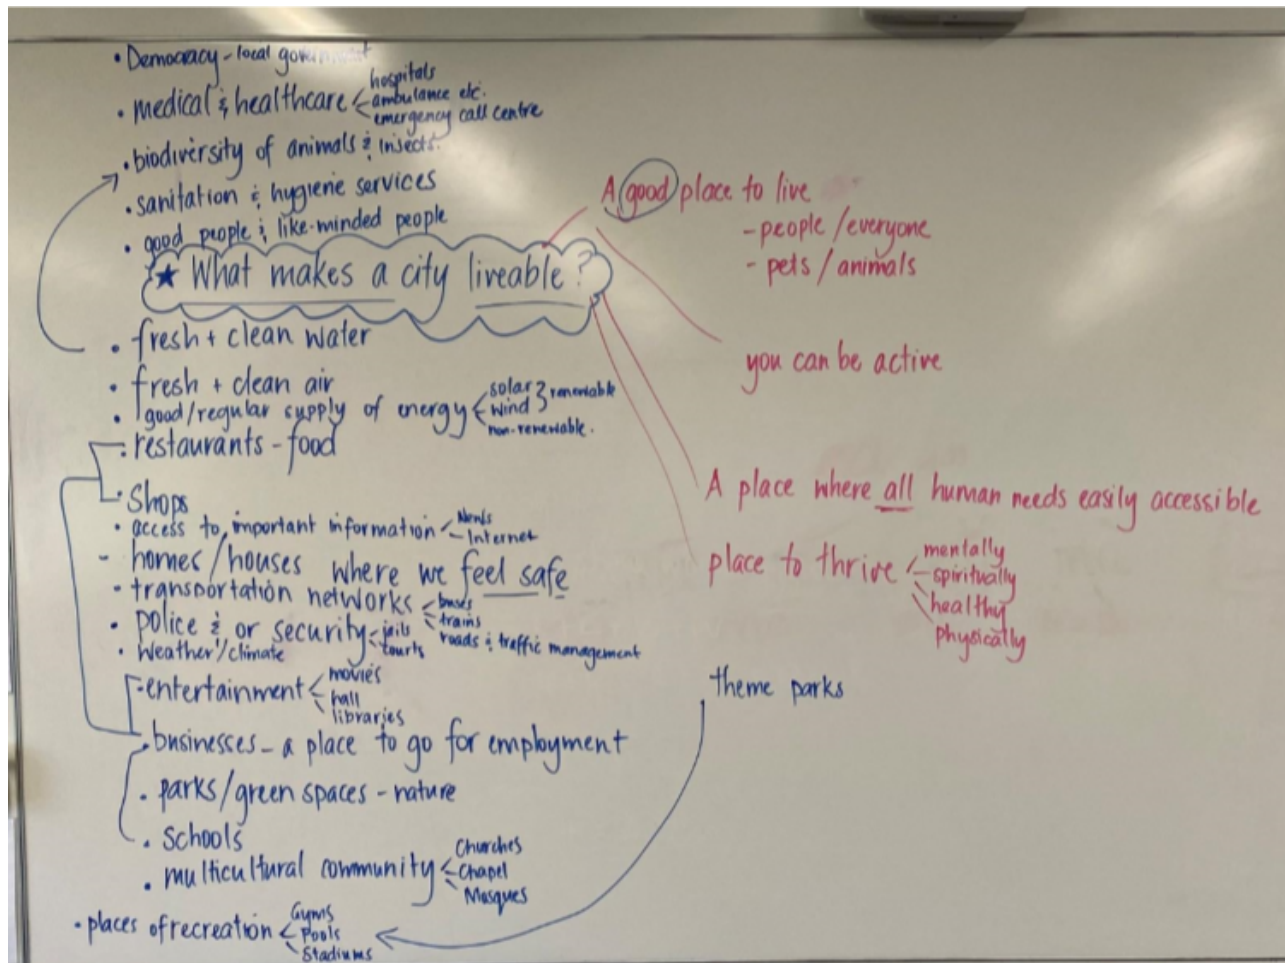 • Democracy - local government
• medical & healthcare < hospitals
ambulance etc.
emergency call centre
• biodiversity of animals & insects.
• sanitation & hygiene services
• good people & like-minded people
★ What makes a city liveable?
• fresh + clean water
• fresh + clean air
• good/regular supply of energy < solar } renewable
wind
non-renewable.
• restaurants - food
• Shops
• access to important information < News
Internet
- homes/houses where we feel safe
- transportation networks < buses
trains
roads & traffic management
• police & or security < jails
courts
• Weather/climate
• entertainment < movies
hall
libraries
• businesses - a place to go for employment
• parks/green spaces - nature
• schools
• multicultural community < Churches
Chapel
Mosques
• places of recreation < Gyms
Pools
Stadiums
A good place to live
- people/everyone
- pets/animals
you can be active
A place where all human needs easily accessible
place to thrive < mentally
spiritually
healthy
physically
theme parks